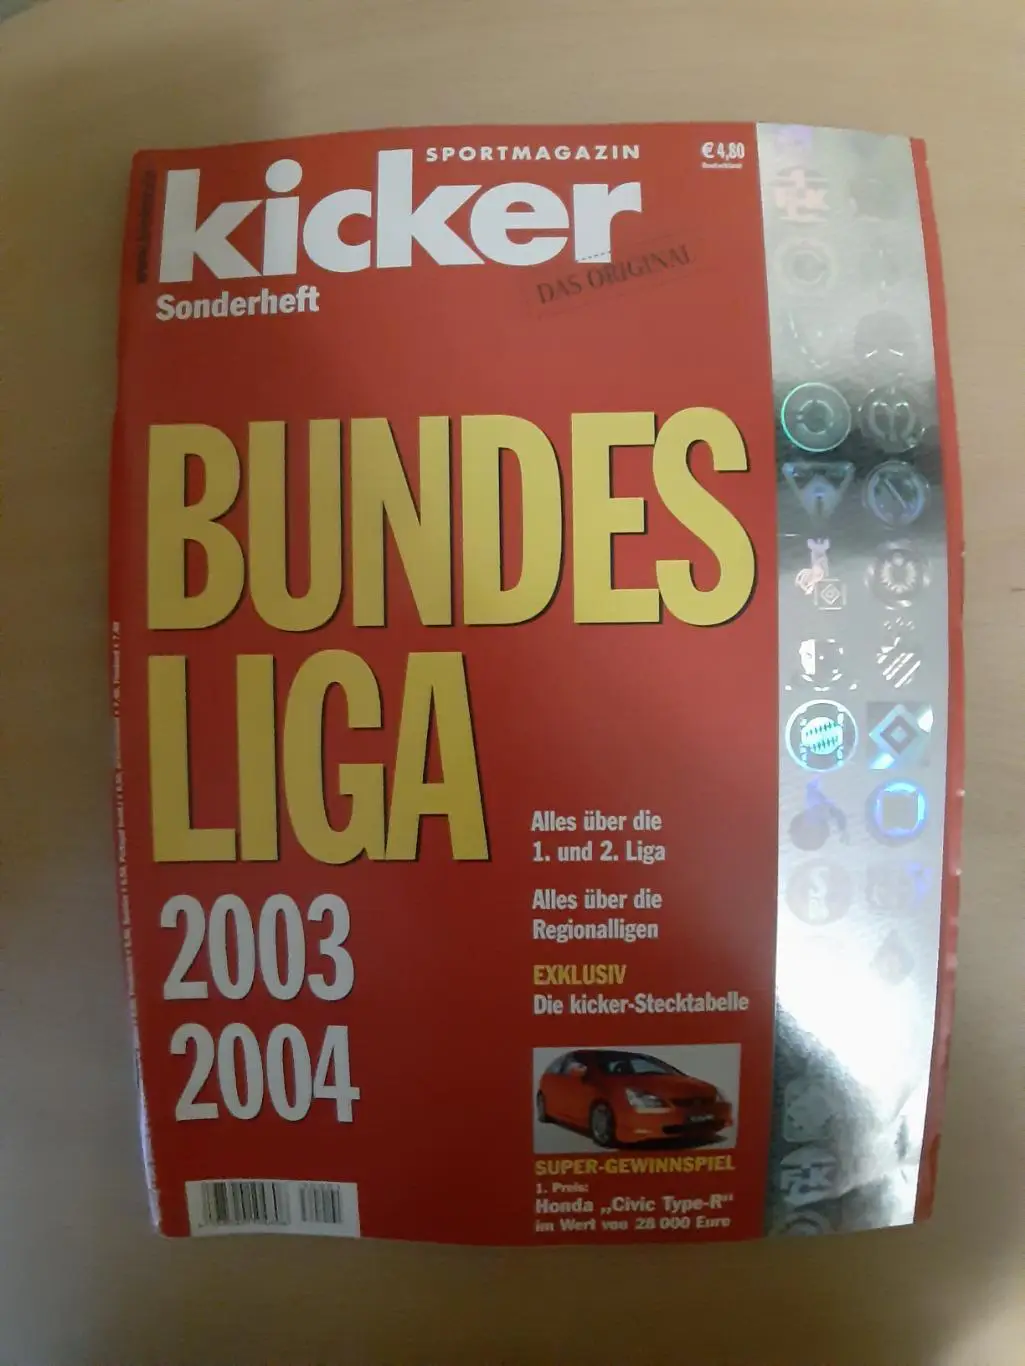 SPORTMAGAZIN
€ 4,80
Deutschland
kicker
DAS ORIGINAL
Sonderheft
BUNDES
LIGA
2003
2004
Alles über die
1. und 2. Liga
Alles über die
Regionalligen
EXKLUSIV
Die kicker-Stecktabelle
SUPER-GEWINNSPIEL
1. Preis:
Honda „Civic Type-R“
im Wert von 28 000 Euro